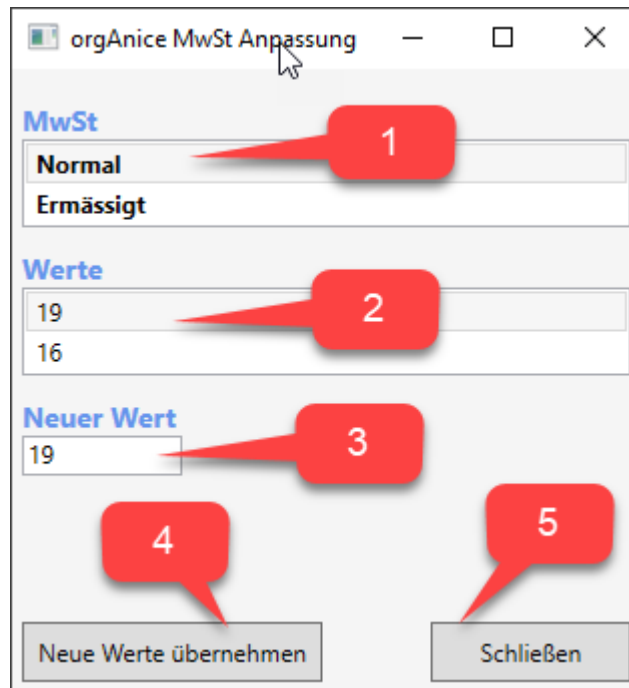 orgAnice MwSt Anpassung
MwSt
1
Normal
Ermässigt
Werte
2
19
16
Neuer Wert
3
19
4
5
Neue Werte übernehmen
Schließen